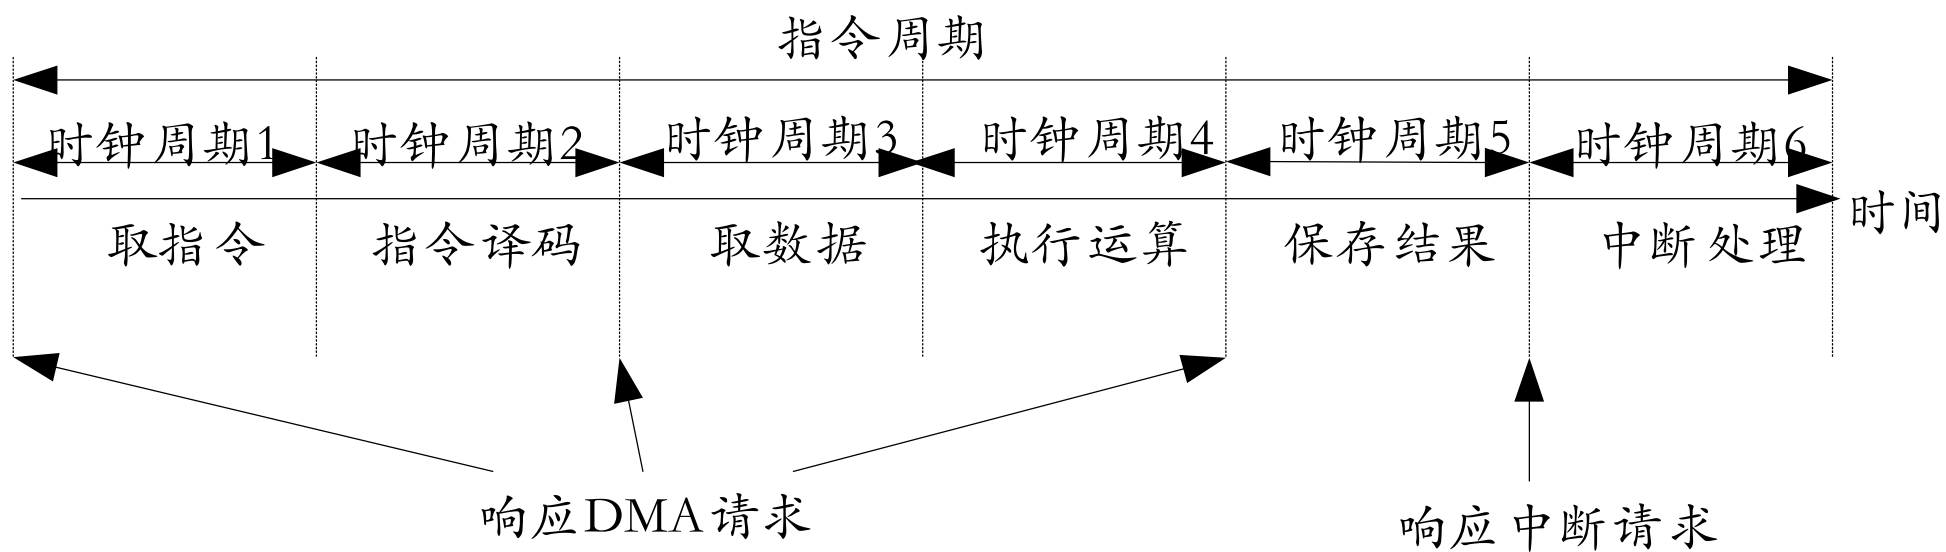 指令周期
时钟周期1 时钟周期2 时钟周期3 时钟周期4 时钟周期5 时钟周期6
时间
取指令 指令译码 取数据 执行运算 保存结果 中断处理
响应DMA请求 响应中断请求